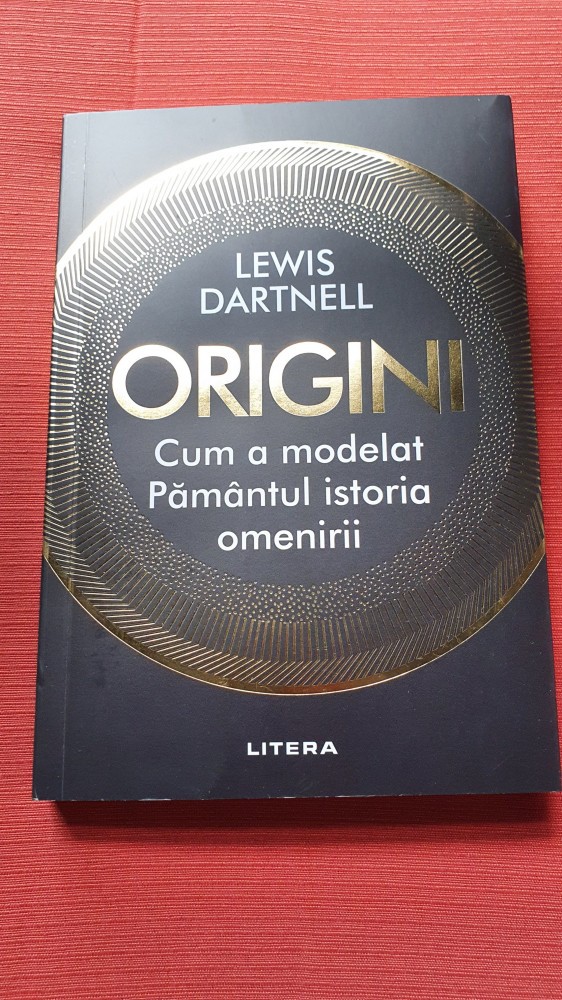 LEWIS
DARTNELL
ORIGINI
Cum a modelat
Pământul istoria
omenirii
LITERA